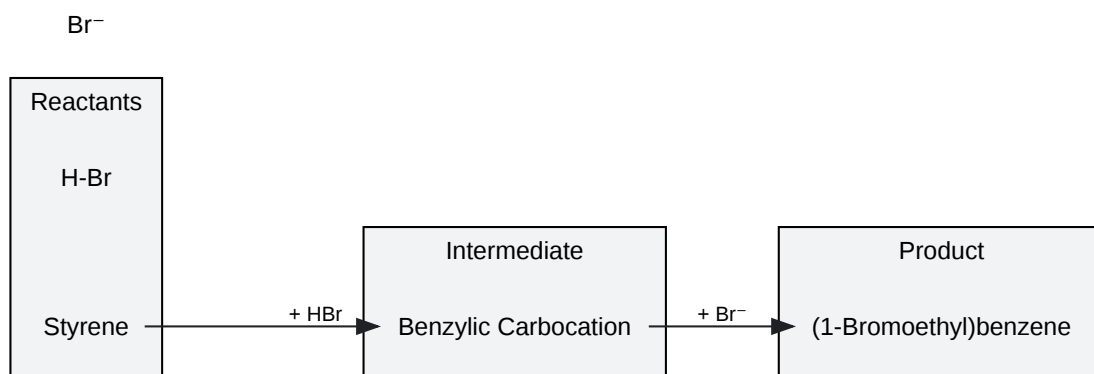 Br⁻
Reactants
H-Br
Intermediate
Product
Styrene
+ HBr
Benzylic Carbocation
+ Br⁻
(1-Bromoethyl)benzene